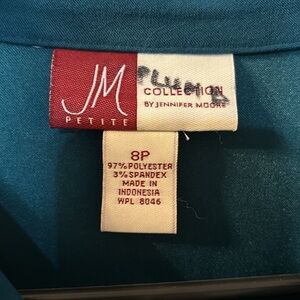 JM
PETITE
COLLECTION
BY JENNIFER MOORE
8P
97% POLYESTER
3% SPANDEX
MADE IN
INDONESIA
WPL 8046